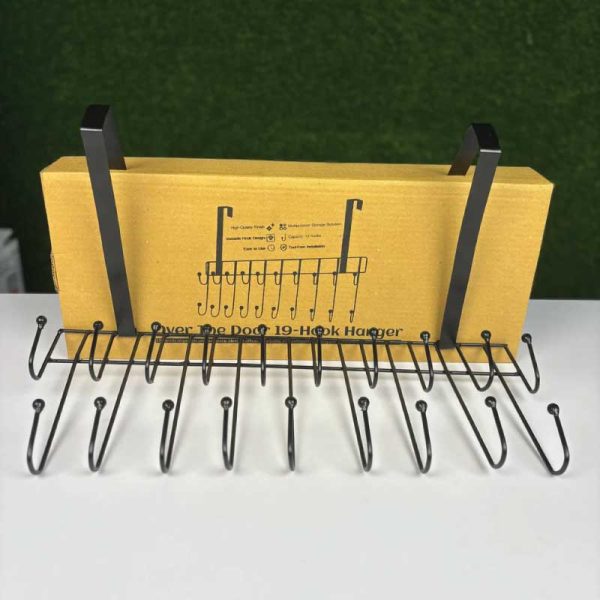 High Quality Finish
Multipurpose Storage Solution
Versatile Hook Design
Capacity: 19 Hooks
Easy to Use
Tool-Free Installation
Over The Door 19-Hook Hanger